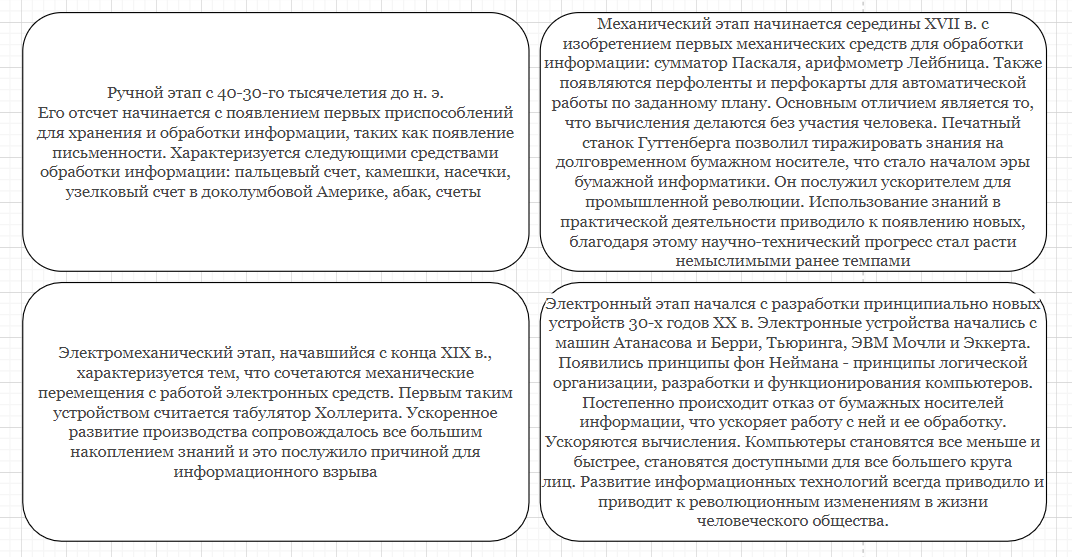 Ручной этап с 40-30-го тысячелетия до н. э.
Его отсчет начинается с появлением первых приспособлений
для хранения и обработки информации, таких как появление
письменности. Характеризуется следующими средствами
обработки информации: пальцевый счет, камешки, насечки,
узелковый счет в доколумбовой Америке, абак, счеты
Механический этап начинается середины XVII в. с
изобретением первых механических средств для обработки
информации: сумматор Паскаля, арифмометр Лейбница. Также
появляются перфоленты и перфокарты для автоматической
работы по заданному плану. Основным отличием является то,
что вычисления делаются без участия человека. Печатный
станок Гуттенберга позволил тиражировать знания на
долговременном бумажном носителе, что стало началом эры
бумажной информатики. Он послужил ускорителем для
промышленной революции. Использование знаний в
практической деятельности приводило к появлению новых,
благодаря этому научно-технический прогресс стал расти
немыслимыми ранее темпами
Электромеханический этап, начавшийся с конца XIX в.,
характеризуется тем, что сочетаются механические
перемещения с работой электронных средств. Первым таким
устройством считается табулятор Холлерита. Ускоренное
развитие производства сопровождалось все большим
накоплением знаний и это послужило причиной для
информационного взрыва
Электронный этап начался с разработки принципиально новых
устройств 30-х годов XX в. Электронные устройства начались с
машин Атанасова и Берри, Тьюринга, ЭВМ Мочли и Эккерта.
Появились принципы фон Неймана - принципы логической
организации, разработки и функционирования компьютеров.
Постепенно происходит отказ от бумажных носителей
информации, что ускоряет работу с ней и ее обработку.
Ускоряются вычисления. Компьютеры становятся все меньше и
быстрее, становятся доступными для все большего круга
лиц. Развитие информационных технологий всегда приводило и
приводит к революционным изменениям в жизни
человеческого общества.